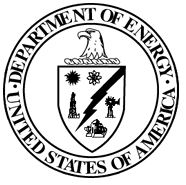 DEPARTMENT OF ENERGY
UNITED STATES OF AMERICA